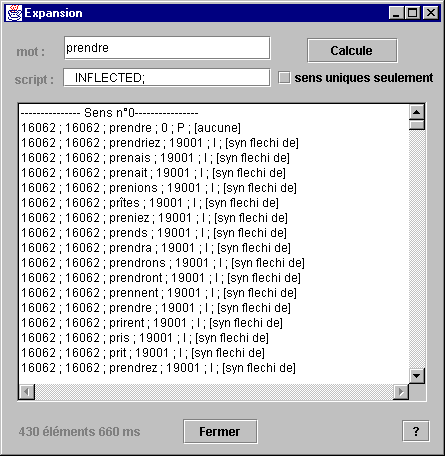 Expansion
mot : prendre Calcule
script : INFLECTED; sens uniques seulement
-------------- Sens n°0---------------
16062 ; 16062 ; prendre ; 0 ; P ; [aucune]
16062 ; 16062 ; prendriez ; 19001 ; I ; [syn flechi de]
16062 ; 16062 ; prenais ; 19001 ; I ; [syn flechi de]
16062 ; 16062 ; prenait ; 19001 ; I ; [syn flechi de]
16062 ; 16062 ; prenions ; 19001 ; I ; [syn flechi de]
16062 ; 16062 ; prîtes ; 19001 ; I ; [syn flechi de]
16062 ; 16062 ; preniez ; 19001 ; I ; [syn flechi de]
16062 ; 16062 ; prends ; 19001 ; I ; [syn flechi de]
16062 ; 16062 ; prendra ; 19001 ; I ; [syn flechi de]
16062 ; 16062 ; prendrons ; 19001 ; I ; [syn flechi de]
16062 ; 16062 ; prendront ; 19001 ; I ; [syn flechi de]
16062 ; 16062 ; prennent ; 19001 ; I ; [syn flechi de]
16062 ; 16062 ; prendre ; 19001 ; I ; [syn flechi de]
16062 ; 16062 ; prirent ; 19001 ; I ; [syn flechi de]
16062 ; 16062 ; pris ; 19001 ; I ; [syn flechi de]
16062 ; 16062 ; prit ; 19001 ; I ; [syn flechi de]
16062 ; 16062 ; prendrez ; 19001 ; I ; [syn flechi de]
430 éléments 660 ms Fermer ?